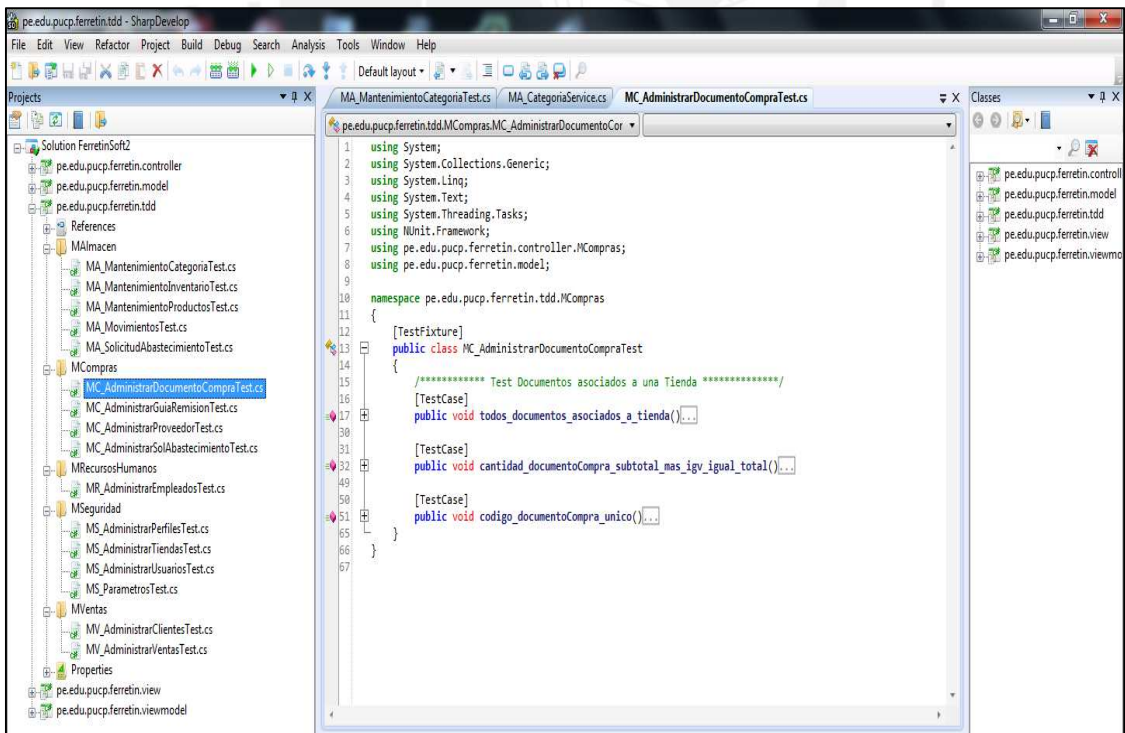 pe.edu.pucp.ferretin.tdd - SharpDevelop
File Edit View Refactor Project Build Debug Search Analysis Tools Window Help
Default layout
Projects
Solution FerretinSoft2
pe.edu.pucp.ferretin.controller
pe.edu.pucp.ferretin.model
pe.edu.pucp.ferretin.tdd
References
MAlmacen
MA_MantenimientoCategoriaTest.cs
MA_MantenimientoInventarioTest.cs
MA_MantenimientoProductosTest.cs
MA_MovimientosTest.cs
MA_SolicitudAbastecimientoTest.cs
MCompras
MC_AdministrarDocumentoCompraTest.cs
MC_AdministrarGuiaRemisionTest.cs
MC_AdministrarProveedorTest.cs
MC_AdministrarSolAbastecimientoTest.cs
MRecursosHumanos
MR_AdministrarEmpleadosTest.cs
MSeguridad
MS_AdministrarPerfilesTest.cs
MS_AdministrarTiendasTest.cs
MS_AdministrarUsuariosTest.cs
MS_ParametrosTest.cs
MVentas
MV_AdministrarClientesTest.cs
MV_AdministrarVentasTest.cs
Properties
pe.edu.pucp.ferretin.view
pe.edu.pucp.ferretin.viewmodel
MA_MantenimientoCategoriaTest.cs MA_CategoriaService.cs MC_AdministrarDocumentoCompraTest.cs
pe.edu.pucp.ferretin.tdd.MCompras.MC_AdministrarDocumentoCor
1 using System;
2 using System.Collections.Generic;
3 using System.Linq;
4 using System.Text;
5 using System.Threading.Tasks;
6 using NUnit.Framework;
7 using pe.edu.pucp.ferretin.controller.MCompras;
8 using pe.edu.pucp.ferretin.model;
9
10 namespace pe.edu.pucp.ferretin.tdd.MCompras
11 {
12 [TestFixture]
13 public class MC_AdministrarDocumentoCompraTest
14 {
15 /************ Test Documentos asociados a una Tienda **************/
16 [TestCase]
17 public void todos_documentos_asociados_a_tienda()...
30
31 [TestCase]
32 public void cantidad_documentoCompra_subtotal_mas_igv_igual_total()...
49
50 [TestCase]
51 public void codigo_documentoCompra_unico()...
65 }
66 }
67
Classes
pe.edu.pucp.ferretin.controll
pe.edu.pucp.ferretin.model
pe.edu.pucp.ferretin.tdd
pe.edu.pucp.ferretin.view
pe.edu.pucp.ferretin.viewmo